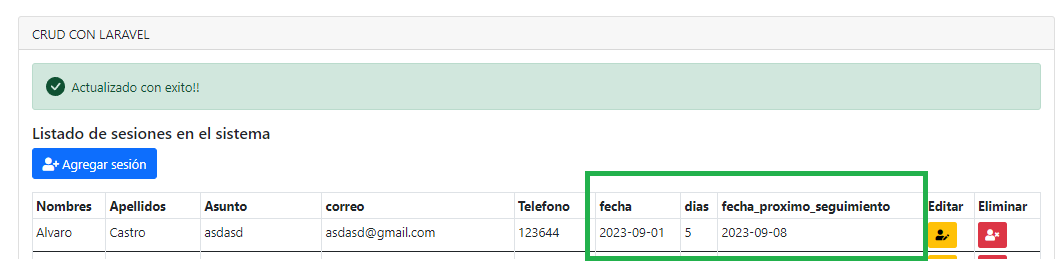 CRUD CON LARAVEL
Actualizado con exito!!
Listado de sesiones en el sistema
Agregar sesión
Nombres Apellidos Asunto correo Telefono fecha dias fecha_proximo_seguimiento Editar Eliminar
Alvaro Castro asdasd asdasd@gmail.com 123644 2023-09-01 5 2023-09-08